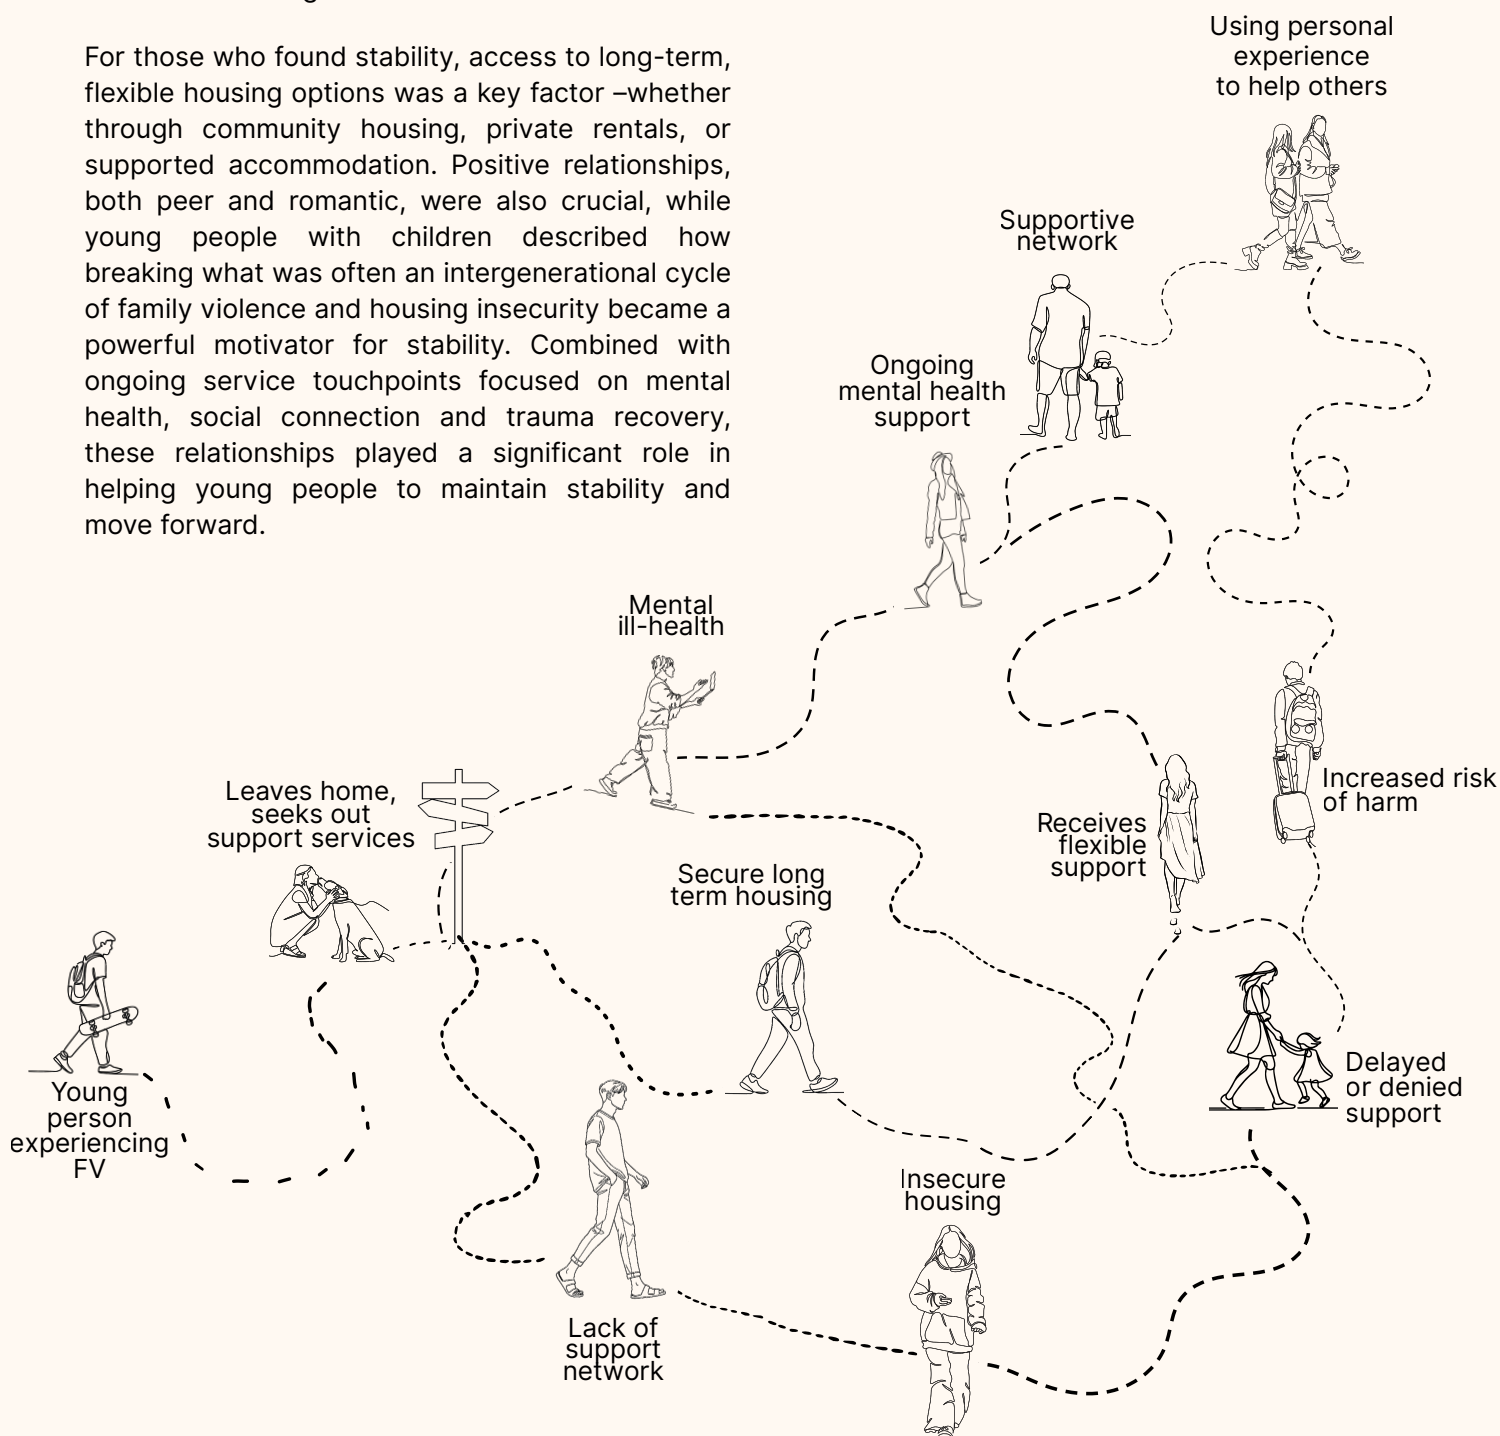 For those who found stability, access to long-term,
flexible housing options was a key factor –whether
through community housing, private rentals, or
supported accommodation. Positive relationships,
both peer and romantic, were also crucial, while
young people with children described how
breaking what was often an intergenerational cycle
of family violence and housing insecurity became a
powerful motivator for stability. Combined with
ongoing service touchpoints focused on mental
health, social connection and trauma recovery,
these relationships played a significant role in
helping young people to maintain stability and
move forward.
Using personal
experience
to help others
Supportive
network
Ongoing
mental health
support
Mental
ill-health
Leaves home,
seeks out
support services
Increased risk
of harm
Receives
flexible
support
Secure long
term housing
Young
person
experiencing
FV
Delayed
or denied
support
Insecure
housing
Lack of
support
network